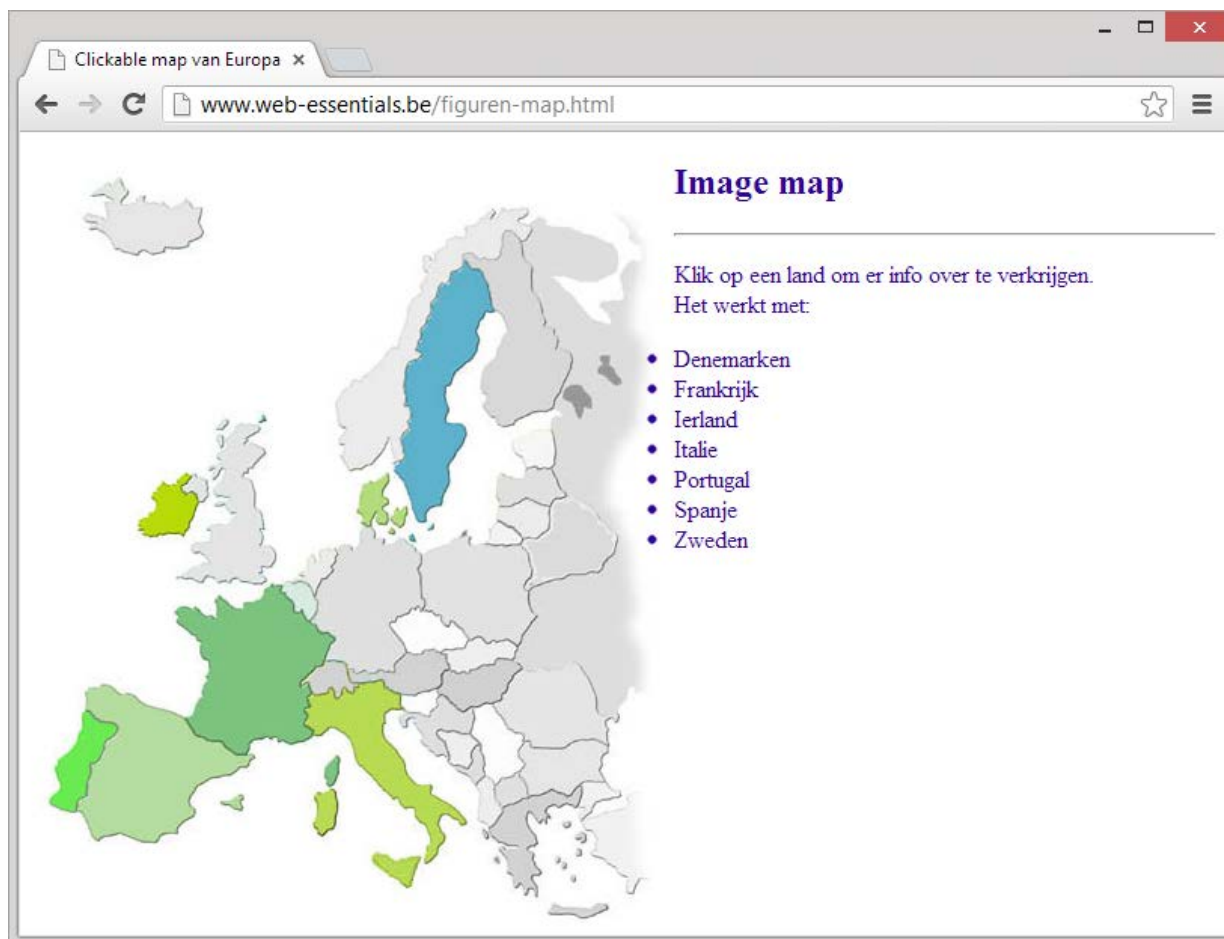 Clickable map van Europa
www.web-essentials.be/figuren-map.html
Image map
Klik op een land om er info over te verkrijgen.
Het werkt met:
Denemarken
Frankrijk
Ierland
Italie
Portugal
Spanje
Zweden